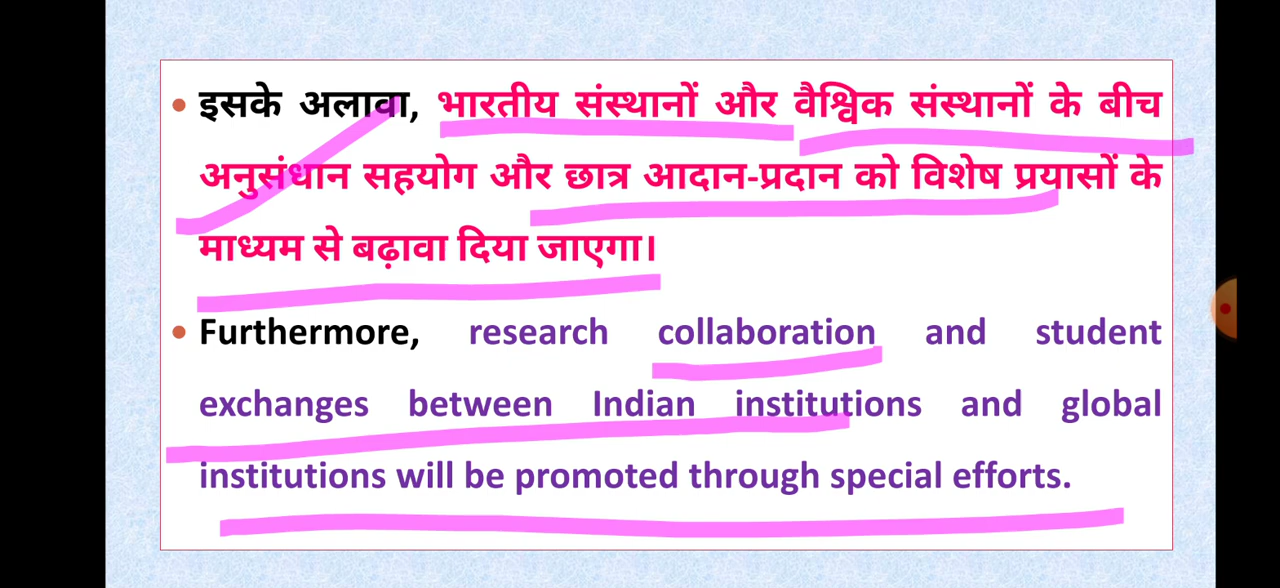 • इसके अलावा, भारतीय संस्थानों और वैश्विक संस्थानों के बीच
अनुसंधान सहयोग और छात्र आदान-प्रदान को विशेष प्रयासों के
माध्यम से बढ़ावा दिया जाएगा।
• Furthermore, research collaboration and student
exchanges between Indian institutions and global
institutions will be promoted through special efforts.